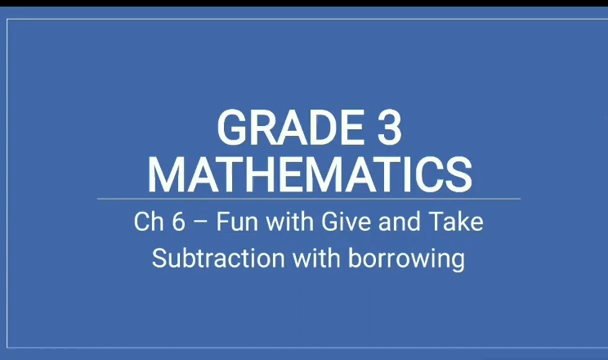 GRADE 3
MATHEMATICS
Ch 6 – Fun with Give and Take
Subtraction with borrowing